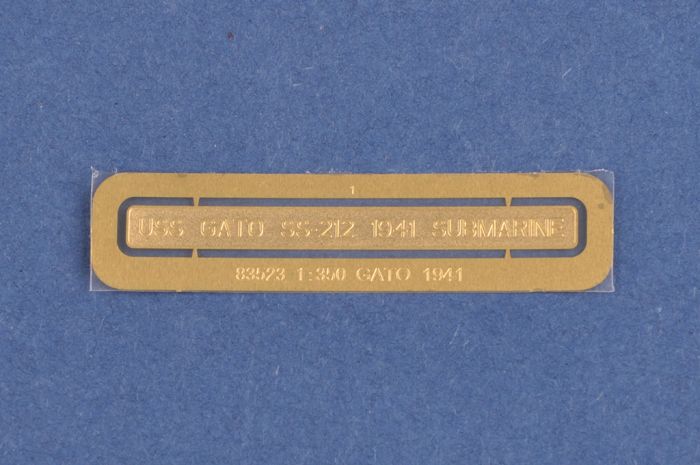 1
USS GATO SS-212 1941 SUBMARINE
83523 1:350 GATO 1941